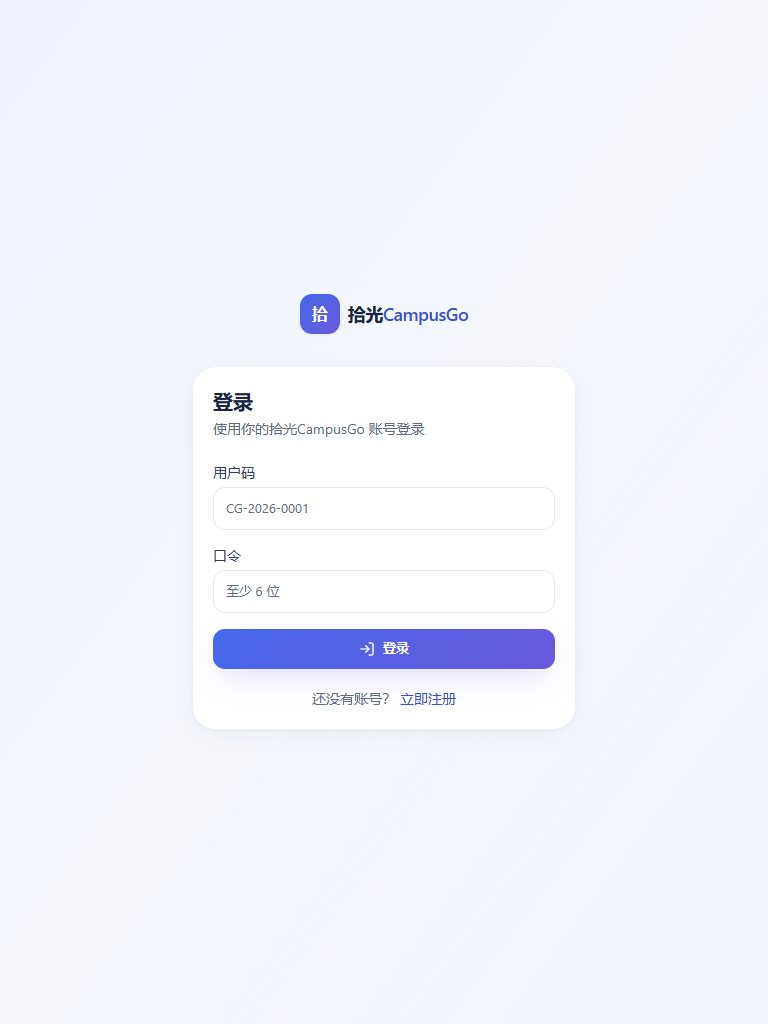 拾 拾光CampusGo
登录
使用你的拾光CampusGo 账号登录
用户码
CG-2026-0001
口令
至少 6 位
登录
还没有账号? 立即注册